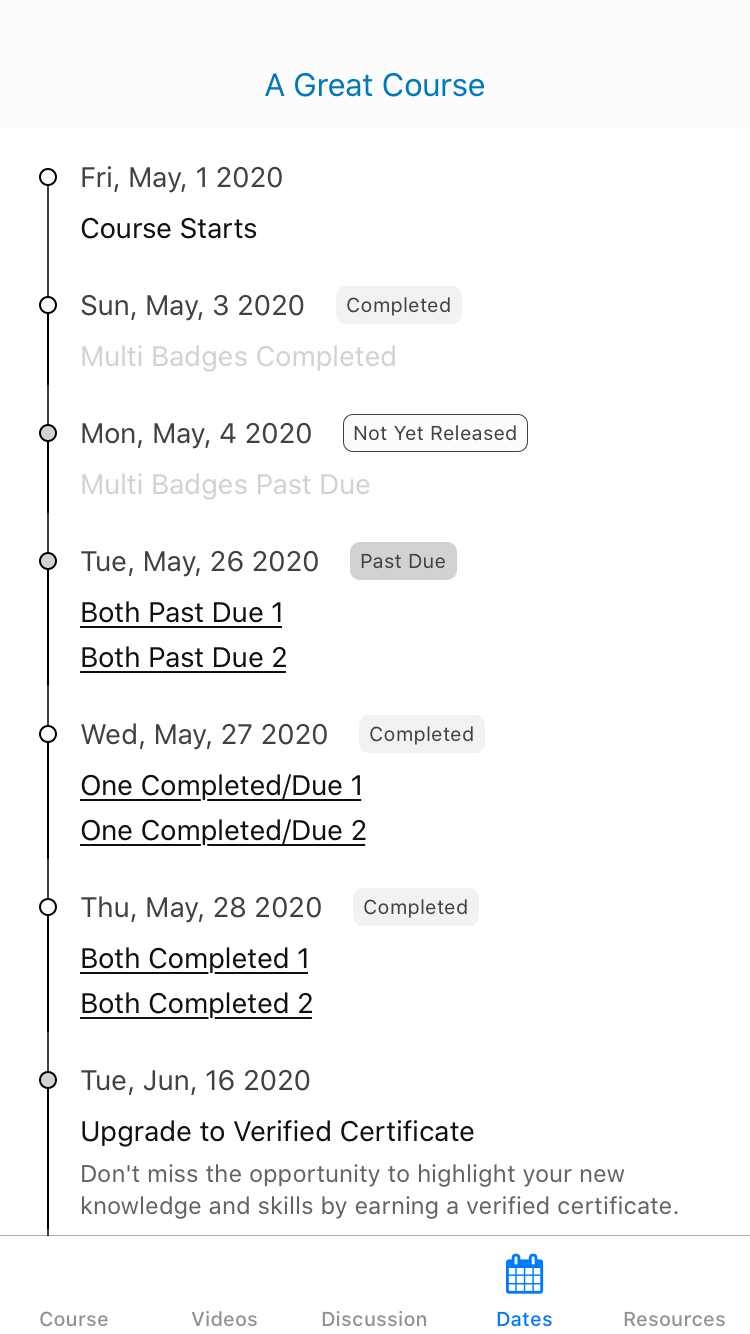 A Great Course
Fri, May, 1 2020
Course Starts
Sun, May, 3 2020 Completed
Multi Badges Completed
Mon, May, 4 2020 Not Yet Released
Multi Badges Past Due
Tue, May, 26 2020 Past Due
Both Past Due 1
Both Past Due 2
Wed, May, 27 2020 Completed
One Completed/Due 1
One Completed/Due 2
Thu, May, 28 2020 Completed
Both Completed 1
Both Completed 2
Tue, Jun, 16 2020
Upgrade to Verified Certificate
Don't miss the opportunity to highlight your new
knowledge and skills by earning a verified certificate.
Course Videos Discussion Dates Resources